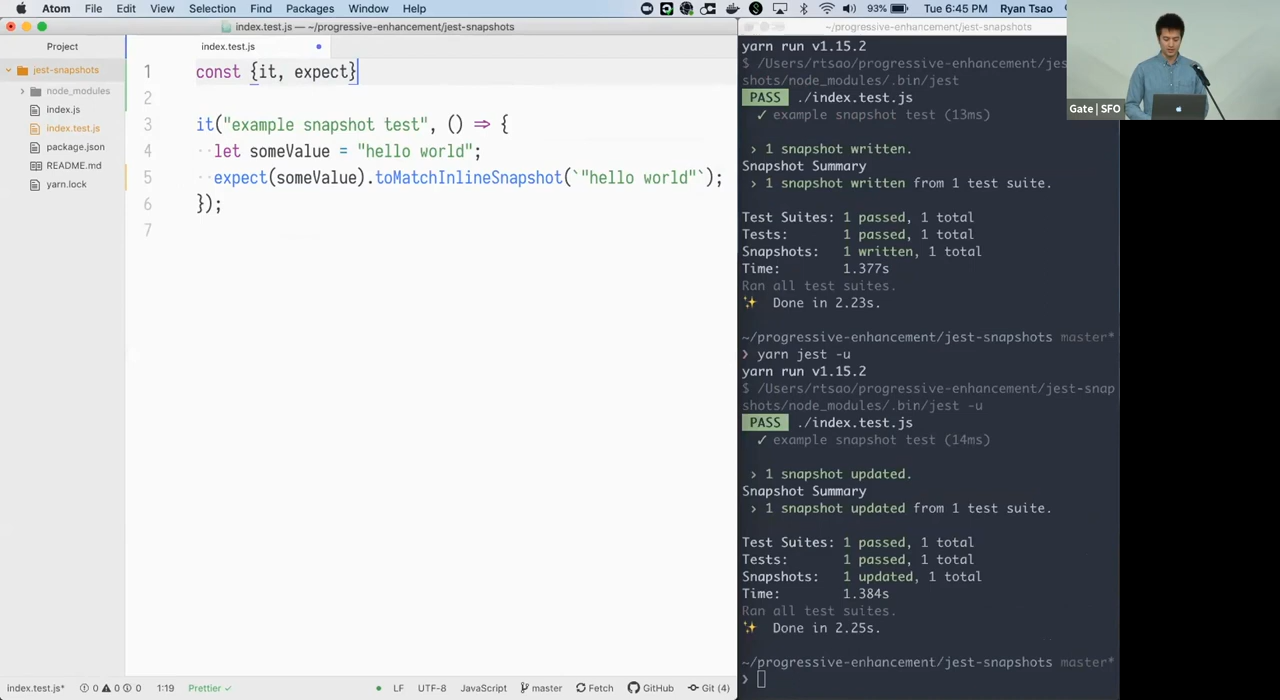 Atom File Edit View Selection Find Packages Window Help 93% Tue 6:45 PM Ryan Tsao
index.test.js — ~/progressive-enhancement/jest-snapshots
~/progressive-enhancement/jest-snapshots
Project
index.test.js
jest-snapshots
node_modules
index.js
index.test.js
package.json
README.md
yarn.lock
1 const {it, expect}
2
3 it("example snapshot test", () => {
4 let someValue = "hello world";
5 expect(someValue).toMatchInlineSnapshot(`"hello world"`);
6 });
7
yarn run v1.15.2
$ /Users/rtsao/progressive-enhancement/jes
shots/node_modules/.bin/jest
PASS ./index.test.js
✓ example snapshot test (13ms)
› 1 snapshot written.
Snapshot Summary
› 1 snapshot written from 1 test suite.
Test Suites: 1 passed, 1 total
Tests: 1 passed, 1 total
Snapshots: 1 written, 1 total
Time: 1.377s
Ran all test suites.
✨ Done in 2.23s.
~/progressive-enhancement/jest-snapshots master*
❯ yarn jest -u
yarn run v1.15.2
$ /Users/rtsao/progressive-enhancement/jest-snap
shots/node_modules/.bin/jest -u
PASS ./index.test.js
✓ example snapshot test (14ms)
› 1 snapshot updated.
Snapshot Summary
› 1 snapshot updated from 1 test suite.
Test Suites: 1 passed, 1 total
Tests: 1 passed, 1 total
Snapshots: 1 updated, 1 total
Time: 1.384s
Ran all test suites.
✨ Done in 2.25s.
~/progressive-enhancement/jest-snapshots master*
❯
Gate | SFO
index.test.js* 0 0 0 1:19 Prettier ✓ LF UTF-8 JavaScript master Fetch GitHub Git (4)